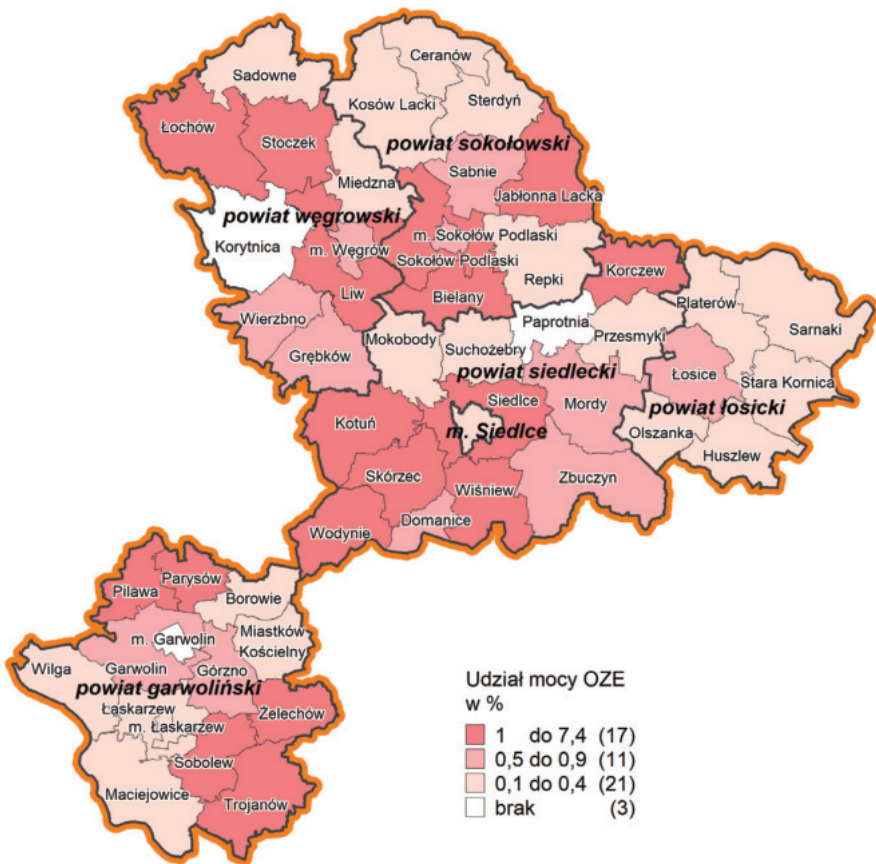 Ceranów
Sadowne
Sterdyń
Kosów Lacki
Łochów
Stoczek
powiat sokołowski
Sabnie
Miedzna
Jabłonna Lacka
powiat węgrowski
m. Sokołów Podlaski
Korytnica
m. Węgrów
Sokołów Podlaski
Repki
Korczew
Liw
Bielany
Platerów
Paprotnia
Wierzbno
Sarnaki
Mokobody
Przesmyki
Suchożebry
Grębków
powiat siedlecki
Łosice
Stara Kornica
Siedlce
Mordy
powiat łosicki
Kotuń
m. Siedlce
Olszanka
Huszlew
Skórzec
Zbuczyn
Wiśniew
Wodynie
Domanice
Parysów
Pilawa
Borowie
m. Garwolin
Miastków
Kościelny
Wilga
Garwolin
Górzno
powiat garwoliński
Łaskarzew
Żelechów
m. Łaskarzew
Sobolew
Maciejowice
Trojanów
Udział mocy OZE
w %
1 do 7,4 (17)
0,5 do 0,9 (11)
0,1 do 0,4 (21)
brak (3)